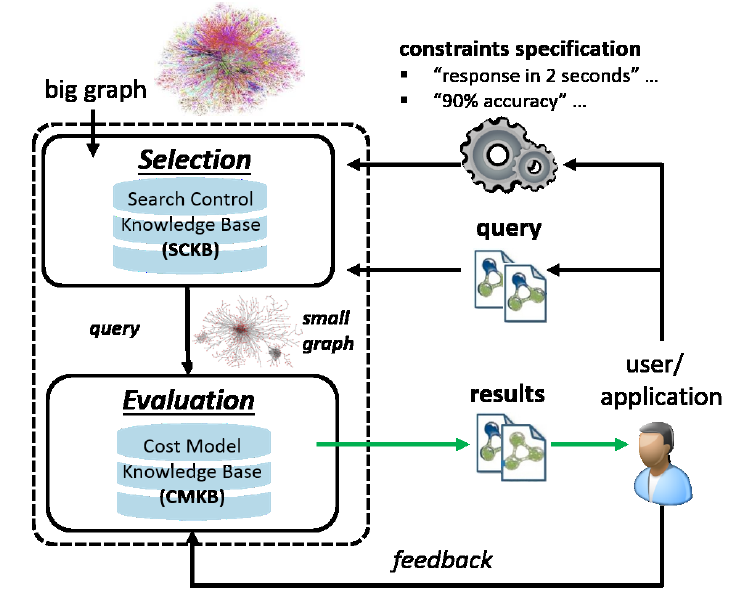 constraints specification
▪ “response in 2 seconds” ...
▪ “90% accuracy” ...
big graph
Selection
Search Control
Knowledge Base
(SCKB)
query
query
small
graph
user/
application
Evaluation
results
Cost Model
Knowledge Base
(CMKB)
feedback